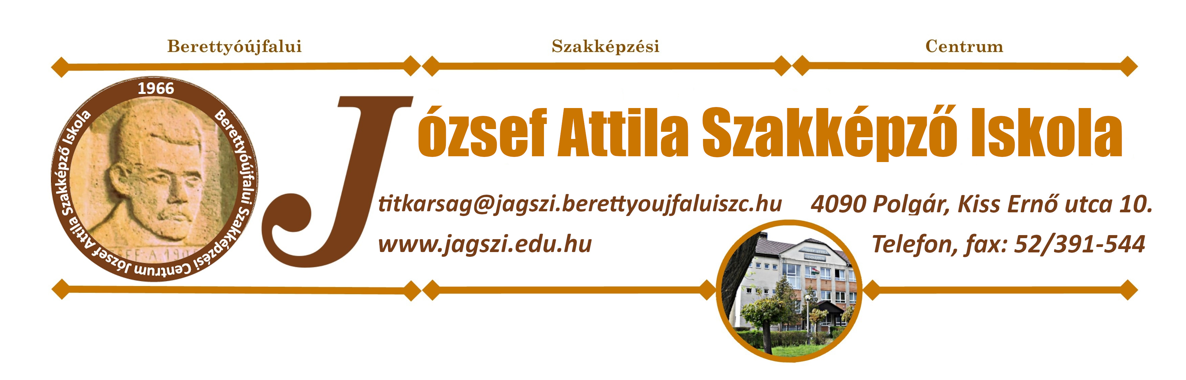 Berettyóújfalui Szakképzési Centrum
1966
Berettyóújfalui Szakképzési Centrum József Attila Szakképző Iskola
József Attila Szakképző Iskola
titkarsag@jagszi.berettyoujfaluiszc.hu 4090 Polgár, Kiss Ernő utca 10.
www.jagszi.edu.hu Telefon, fax: 52/391-544